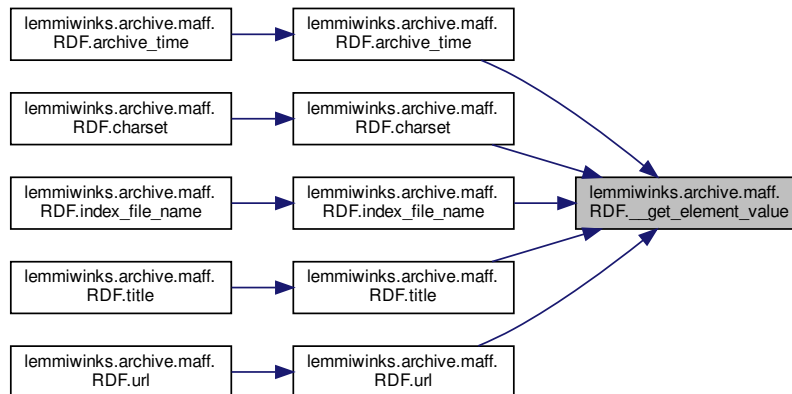 lemmiwinks.archive.maff.
RDF.archive_time
lemmiwinks.archive.maff.
RDF.archive_time
lemmiwinks.archive.maff.
RDF.charset
lemmiwinks.archive.maff.
RDF.charset
lemmiwinks.archive.maff.
RDF.index_file_name
lemmiwinks.archive.maff.
RDF.index_file_name
lemmiwinks.archive.maff.
RDF.__get_element_value
lemmiwinks.archive.maff.
RDF.title
lemmiwinks.archive.maff.
RDF.title
lemmiwinks.archive.maff.
RDF.url
lemmiwinks.archive.maff.
RDF.url